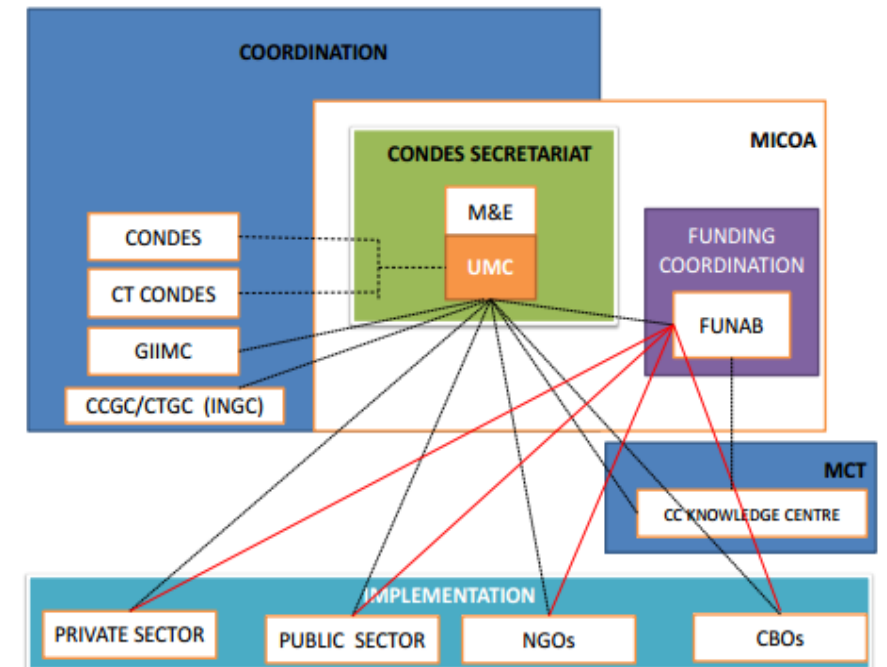 COORDINATION
MICOA
CONDES SECRETARIAT
M&E
UMC
FUNDING
COORDINATION
FUNAB
CONDES
CT CONDES
GIIMC
CCGC/CTGC (INGC)
MCT
CC KNOWLEDGE CENTRE
IMPLEMENTATION
PRIVATE SECTOR
PUBLIC SECTOR
NGOs
CBOs